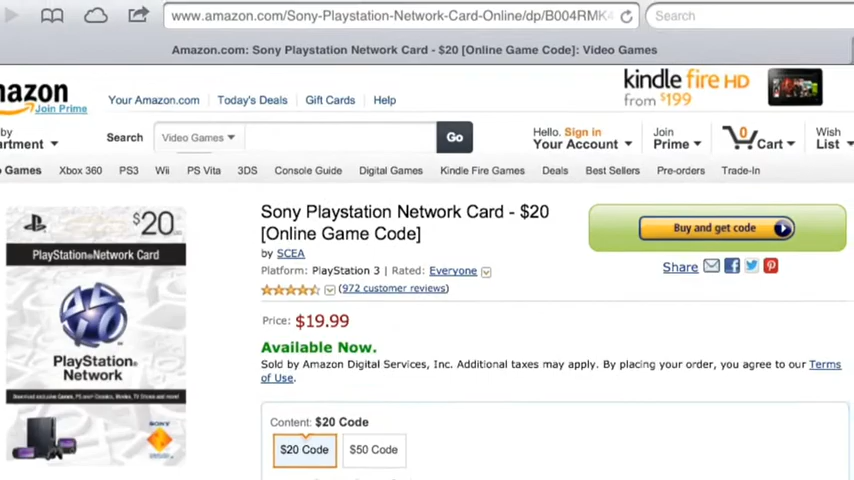 www.amazon.com/Sony-Playstation-Network-Card-Online/dp/B004RMK4
Search
Amazon.com: Sony Playstation Network Card - $20 [Online Game Code]: Video Games
mazon
Join Prime
Your Amazon.com Today's Deals Gift Cards Help
kindle fire HD
from $199
by
artment
Search Video Games Go
Hello. Sign in
Your Account
Join
Prime
0
Cart
Wish
List
Games Xbox 360 PS3 Wii PS Vita 3DS Console Guide Digital Games Kindle Fire Games Deals Best Sellers Pre-orders Trade-In
$20
PlayStation®Network Card
PlayStation®
Network
SONY
Sony Playstation Network Card - $20
[Online Game Code]
by SCEA
Platform: PlayStation 3 | Rated: Everyone
(972 customer reviews)
Price: $19.99
Available Now.
Sold by Amazon Digital Services, Inc. Additional taxes may apply. By placing your order, you agree to our Terms
of Use.
Content: $20 Code
$20 Code $50 Code
Buy and get code
Share